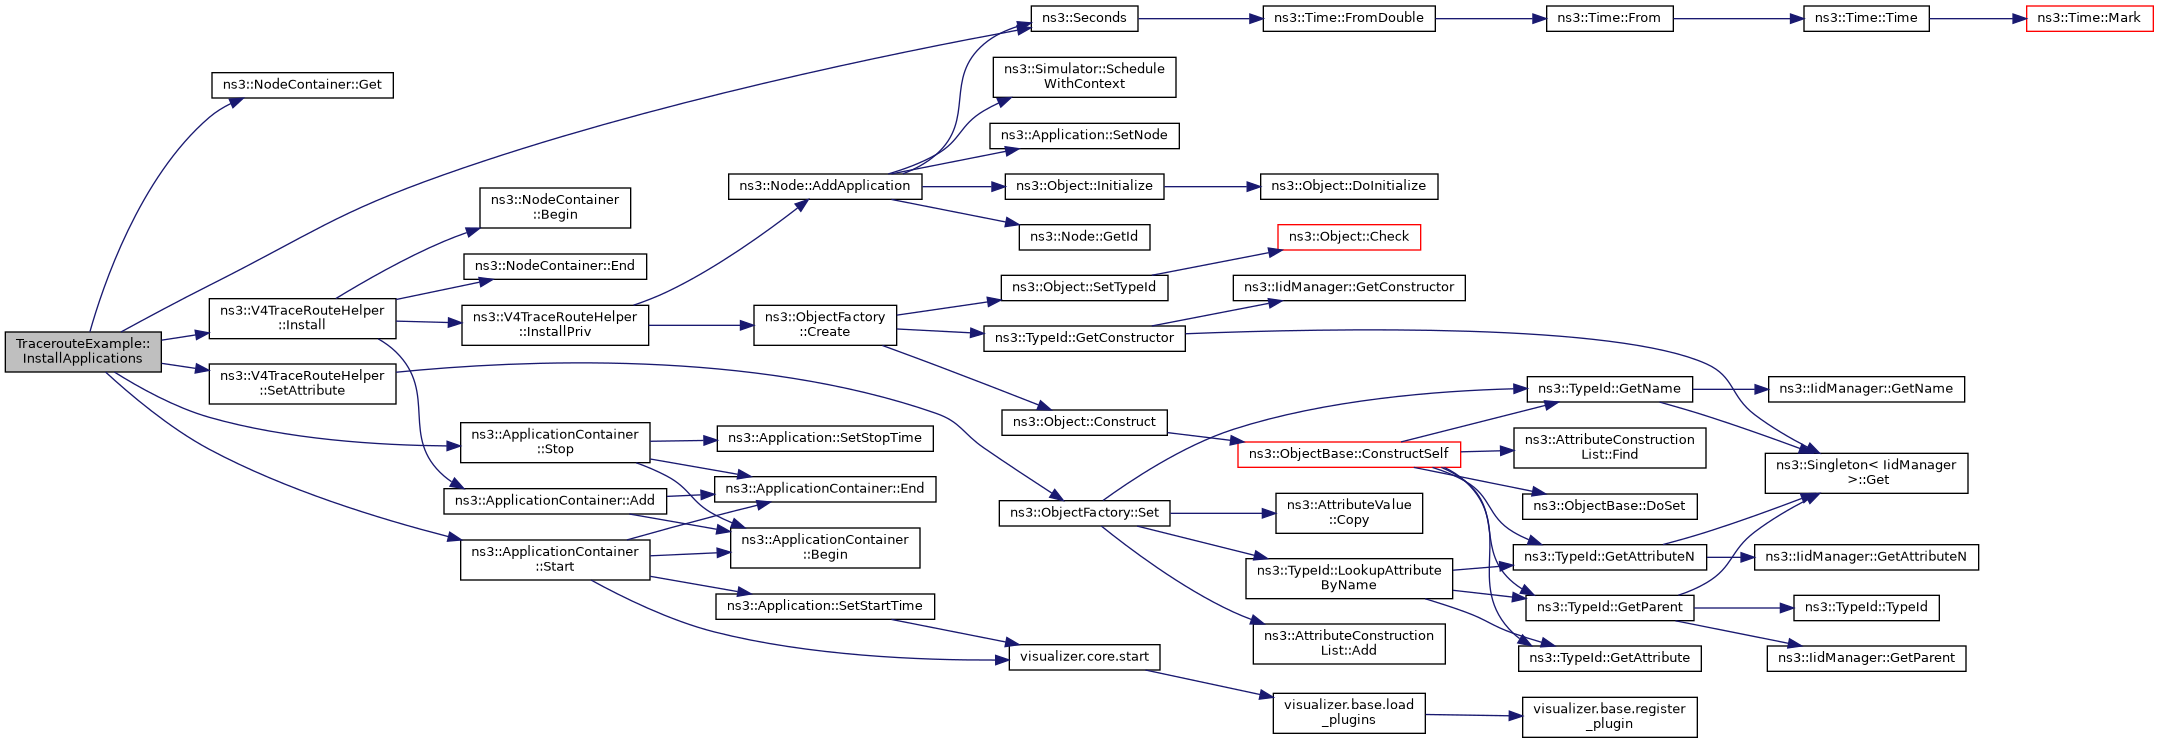 TracerouteExample::
InstallApplications
ns3::NodeContainer::Get
ns3::V4TraceRouteHelper
::Install
ns3::V4TraceRouteHelper
::SetAttribute
ns3::NodeContainer
::Begin
ns3::NodeContainer::End
ns3::V4TraceRouteHelper
::InstallPriv
ns3::ApplicationContainer
::Stop
ns3::ApplicationContainer::Add
ns3::ApplicationContainer
::Start
ns3::Node::AddApplication
ns3::ObjectFactory
::Create
ns3::Application::SetStopTime
ns3::ApplicationContainer::End
ns3::ApplicationContainer
::Begin
ns3::Application::SetStartTime
ns3::Seconds
ns3::Simulator::Schedule
WithContext
ns3::Application::SetNode
ns3::Object::Initialize
ns3::Node::GetId
ns3::Object::SetTypeId
ns3::TypeId::GetConstructor
ns3::Object::Construct
ns3::ObjectFactory::Set
visualizer.core.start
ns3::Time::FromDouble
ns3::Object::DoInitialize
ns3::Object::Check
ns3::IidManager::GetConstructor
ns3::ObjectBase::ConstructSelf
ns3::AttributeValue
::Copy
ns3::TypeId::LookupAttribute
ByName
ns3::AttributeConstruction
List::Add
visualizer.base.load
_plugins
ns3::Time::From
ns3::TypeId::GetName
ns3::AttributeConstruction
List::Find
ns3::ObjectBase::DoSet
ns3::TypeId::GetAttributeN
ns3::TypeId::GetParent
ns3::TypeId::GetAttribute
visualizer.base.register
_plugin
ns3::Time::Time
ns3::IidManager::GetName
ns3::Singleton< IidManager
>::Get
ns3::IidManager::GetAttributeN
ns3::TypeId::TypeId
ns3::IidManager::GetParent
ns3::Time::Mark